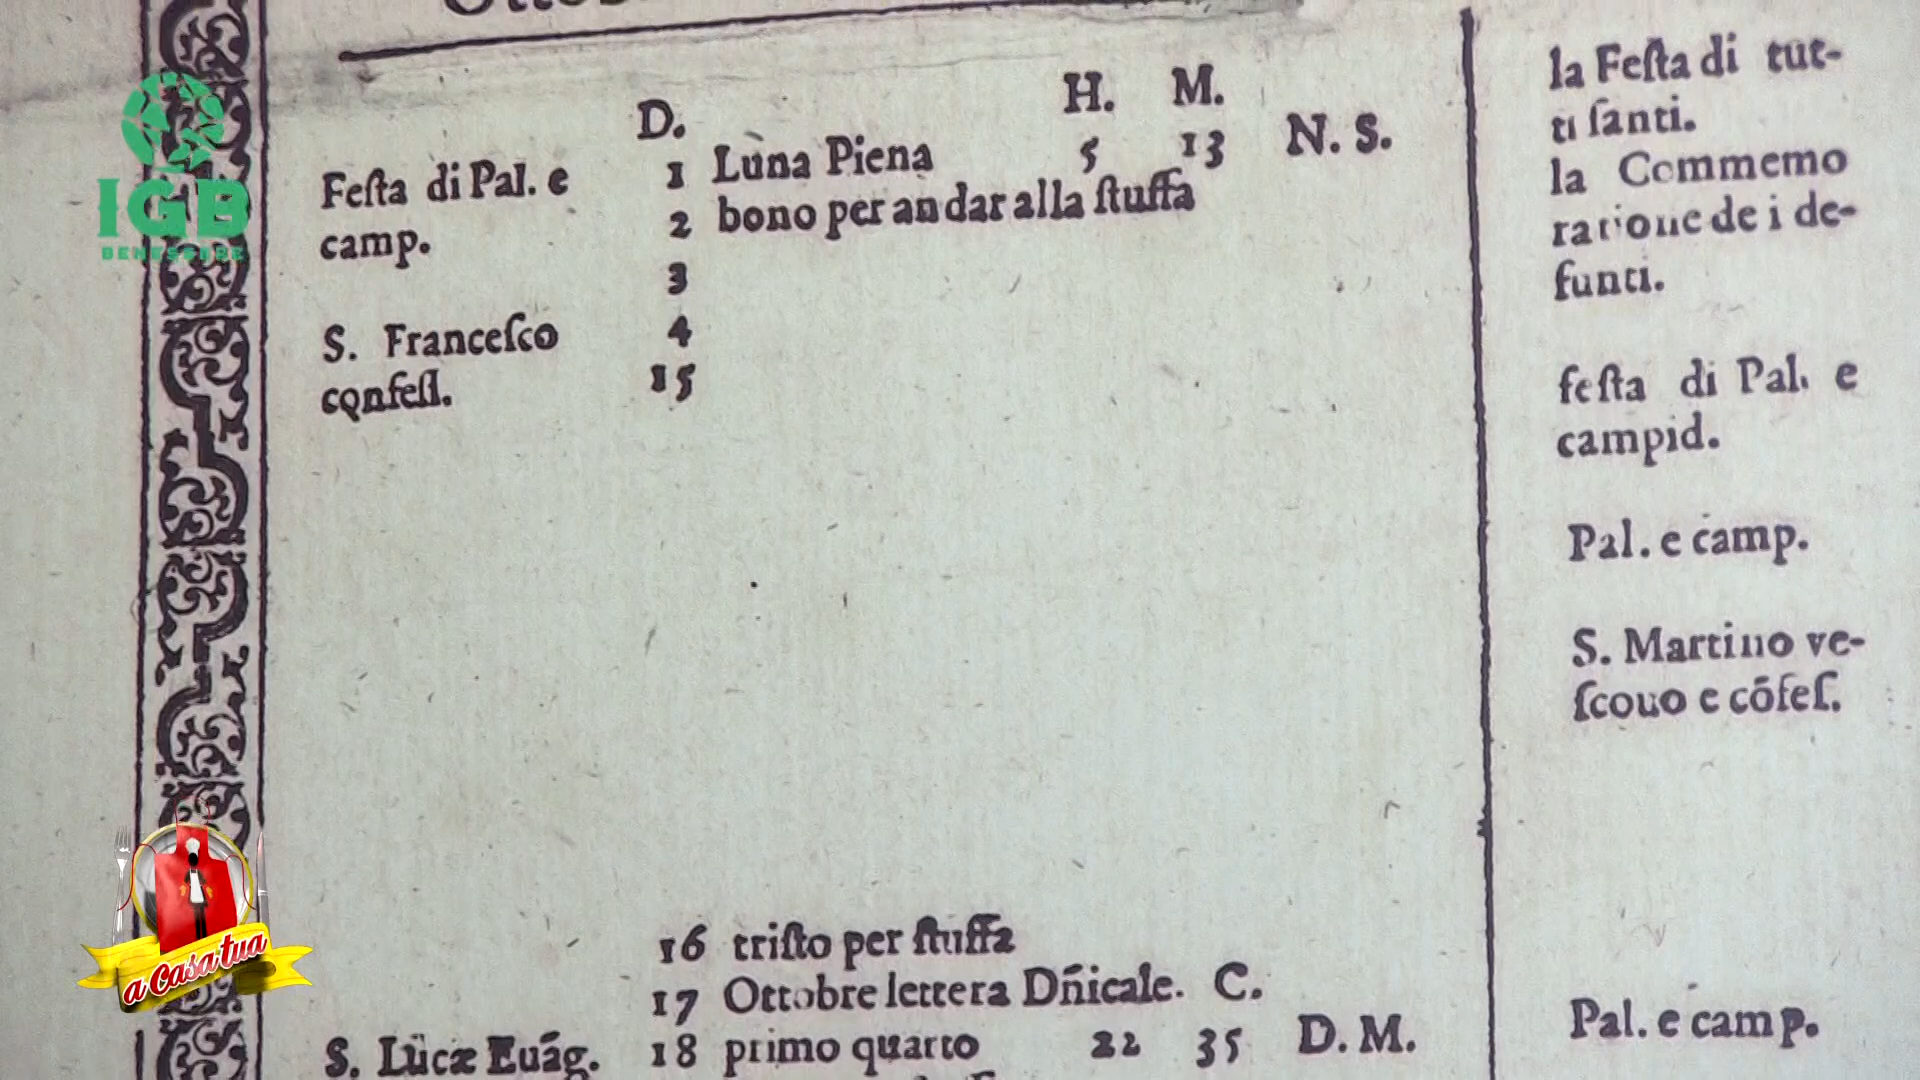 H. M.
D.
Feſta di Pal. e 1 Luna Piena 5 13 N. S.
camp. 2 bono per andar alla ſtuffa
3
S. Franceſco 4
confeſſ. 15
16 triſto per ſtuffa
17 Ottobre lettera Dñicale. C.
S. Lucæ Euāg. 18 primo quarto 22 35 D. M.
la Feſta di tut-
ti ſanti.
la Commemo
ratione de i de-
funti.
feſta di Pal. e
campid.
Pal. e camp.
S. Martino ve-
ſcouo e cōfeſ.
Pal. e camp.
IGB
BENESSERE
a Casa tua